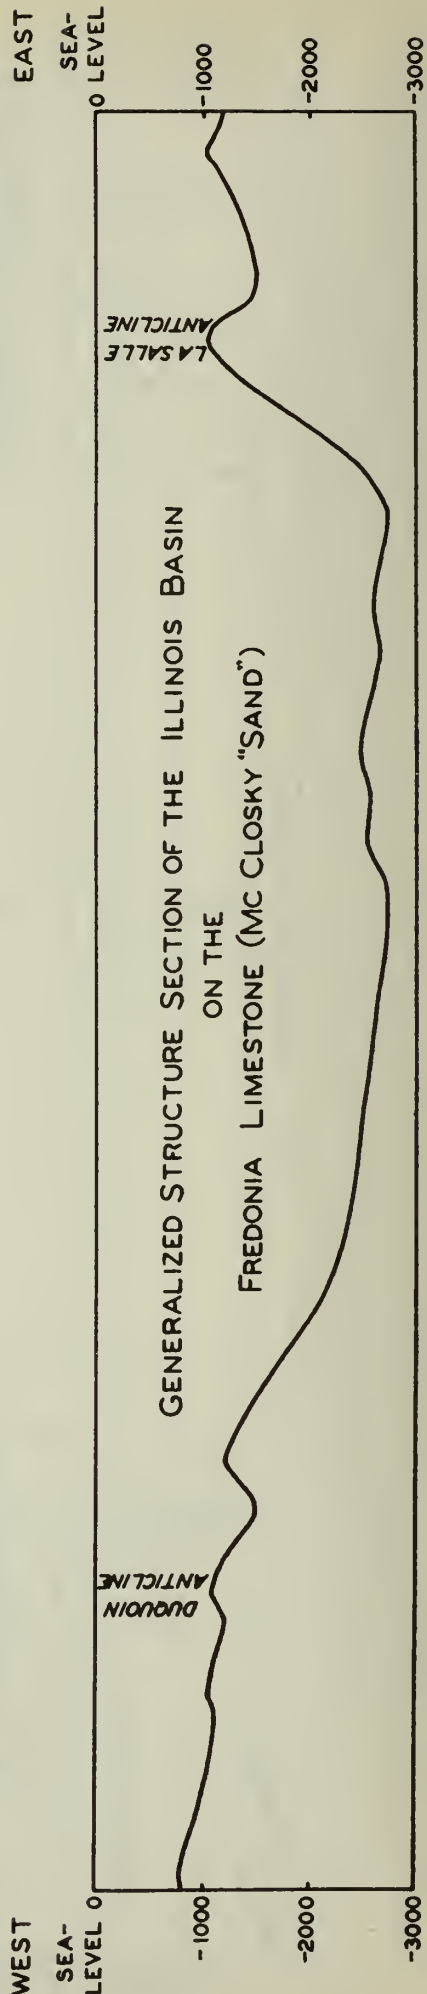 WEST
SEA-
LEVEL
0
-1000
-2000
-3000
DUQUOIN
ANTICLINE
GENERALIZED STRUCTURE SECTION OF THE ILLINOIS BASIN
ON THE
FREDONIA LIMESTONE (MC CLOSKY "SAND")
LA SALLE
ANTICLINE
EAST
SEA-
LEVEL
0
-1000
-2000
-3000